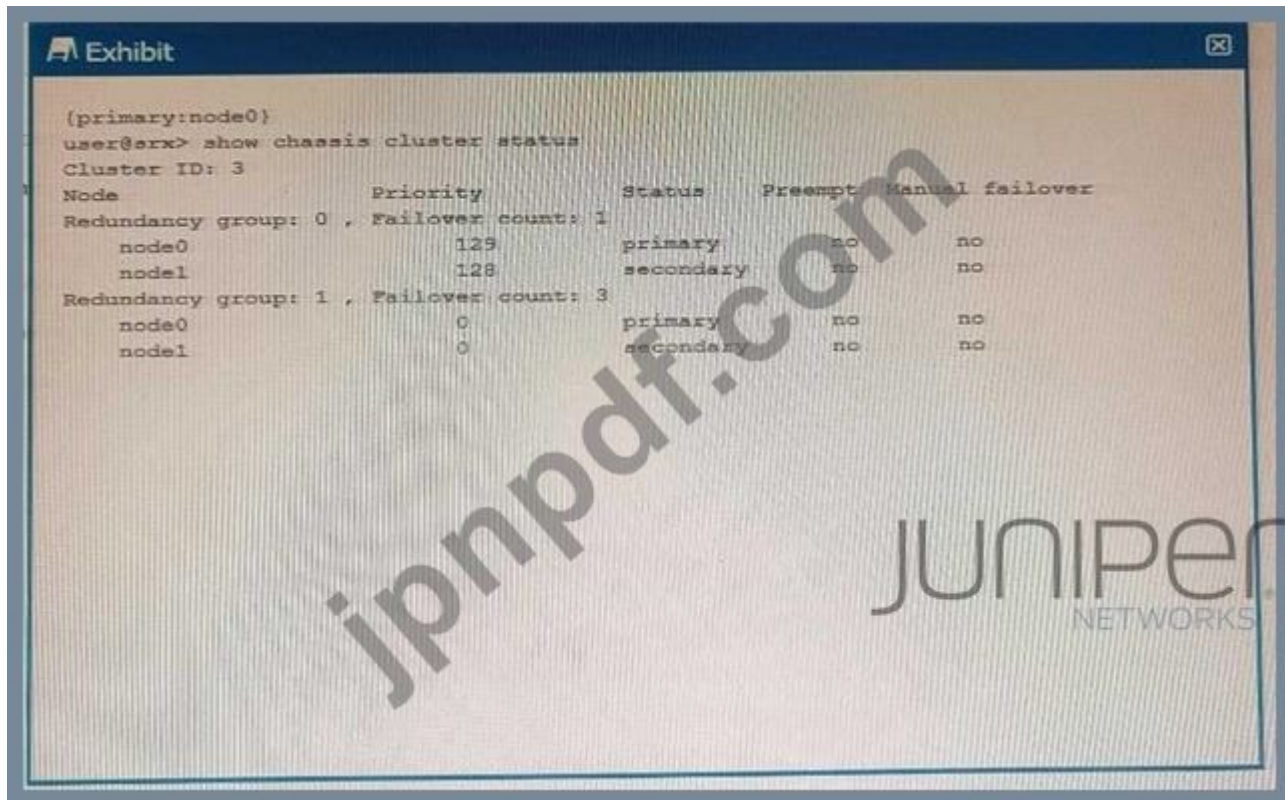 Exhibit
{primary:node0}
user@srx> show chassis cluster status
Cluster ID: 3
Node Priority Status Preempt Manual failover
Redundancy group: 0 , Failover count: 1
node0 129 primary no no
node1 128 secondary no no
Redundancy group: 1 , Failover count: 3
node0 0 primary no no
node1 0 secondary no no
jpnpdf.com
JUNIPEr
NETWORKS